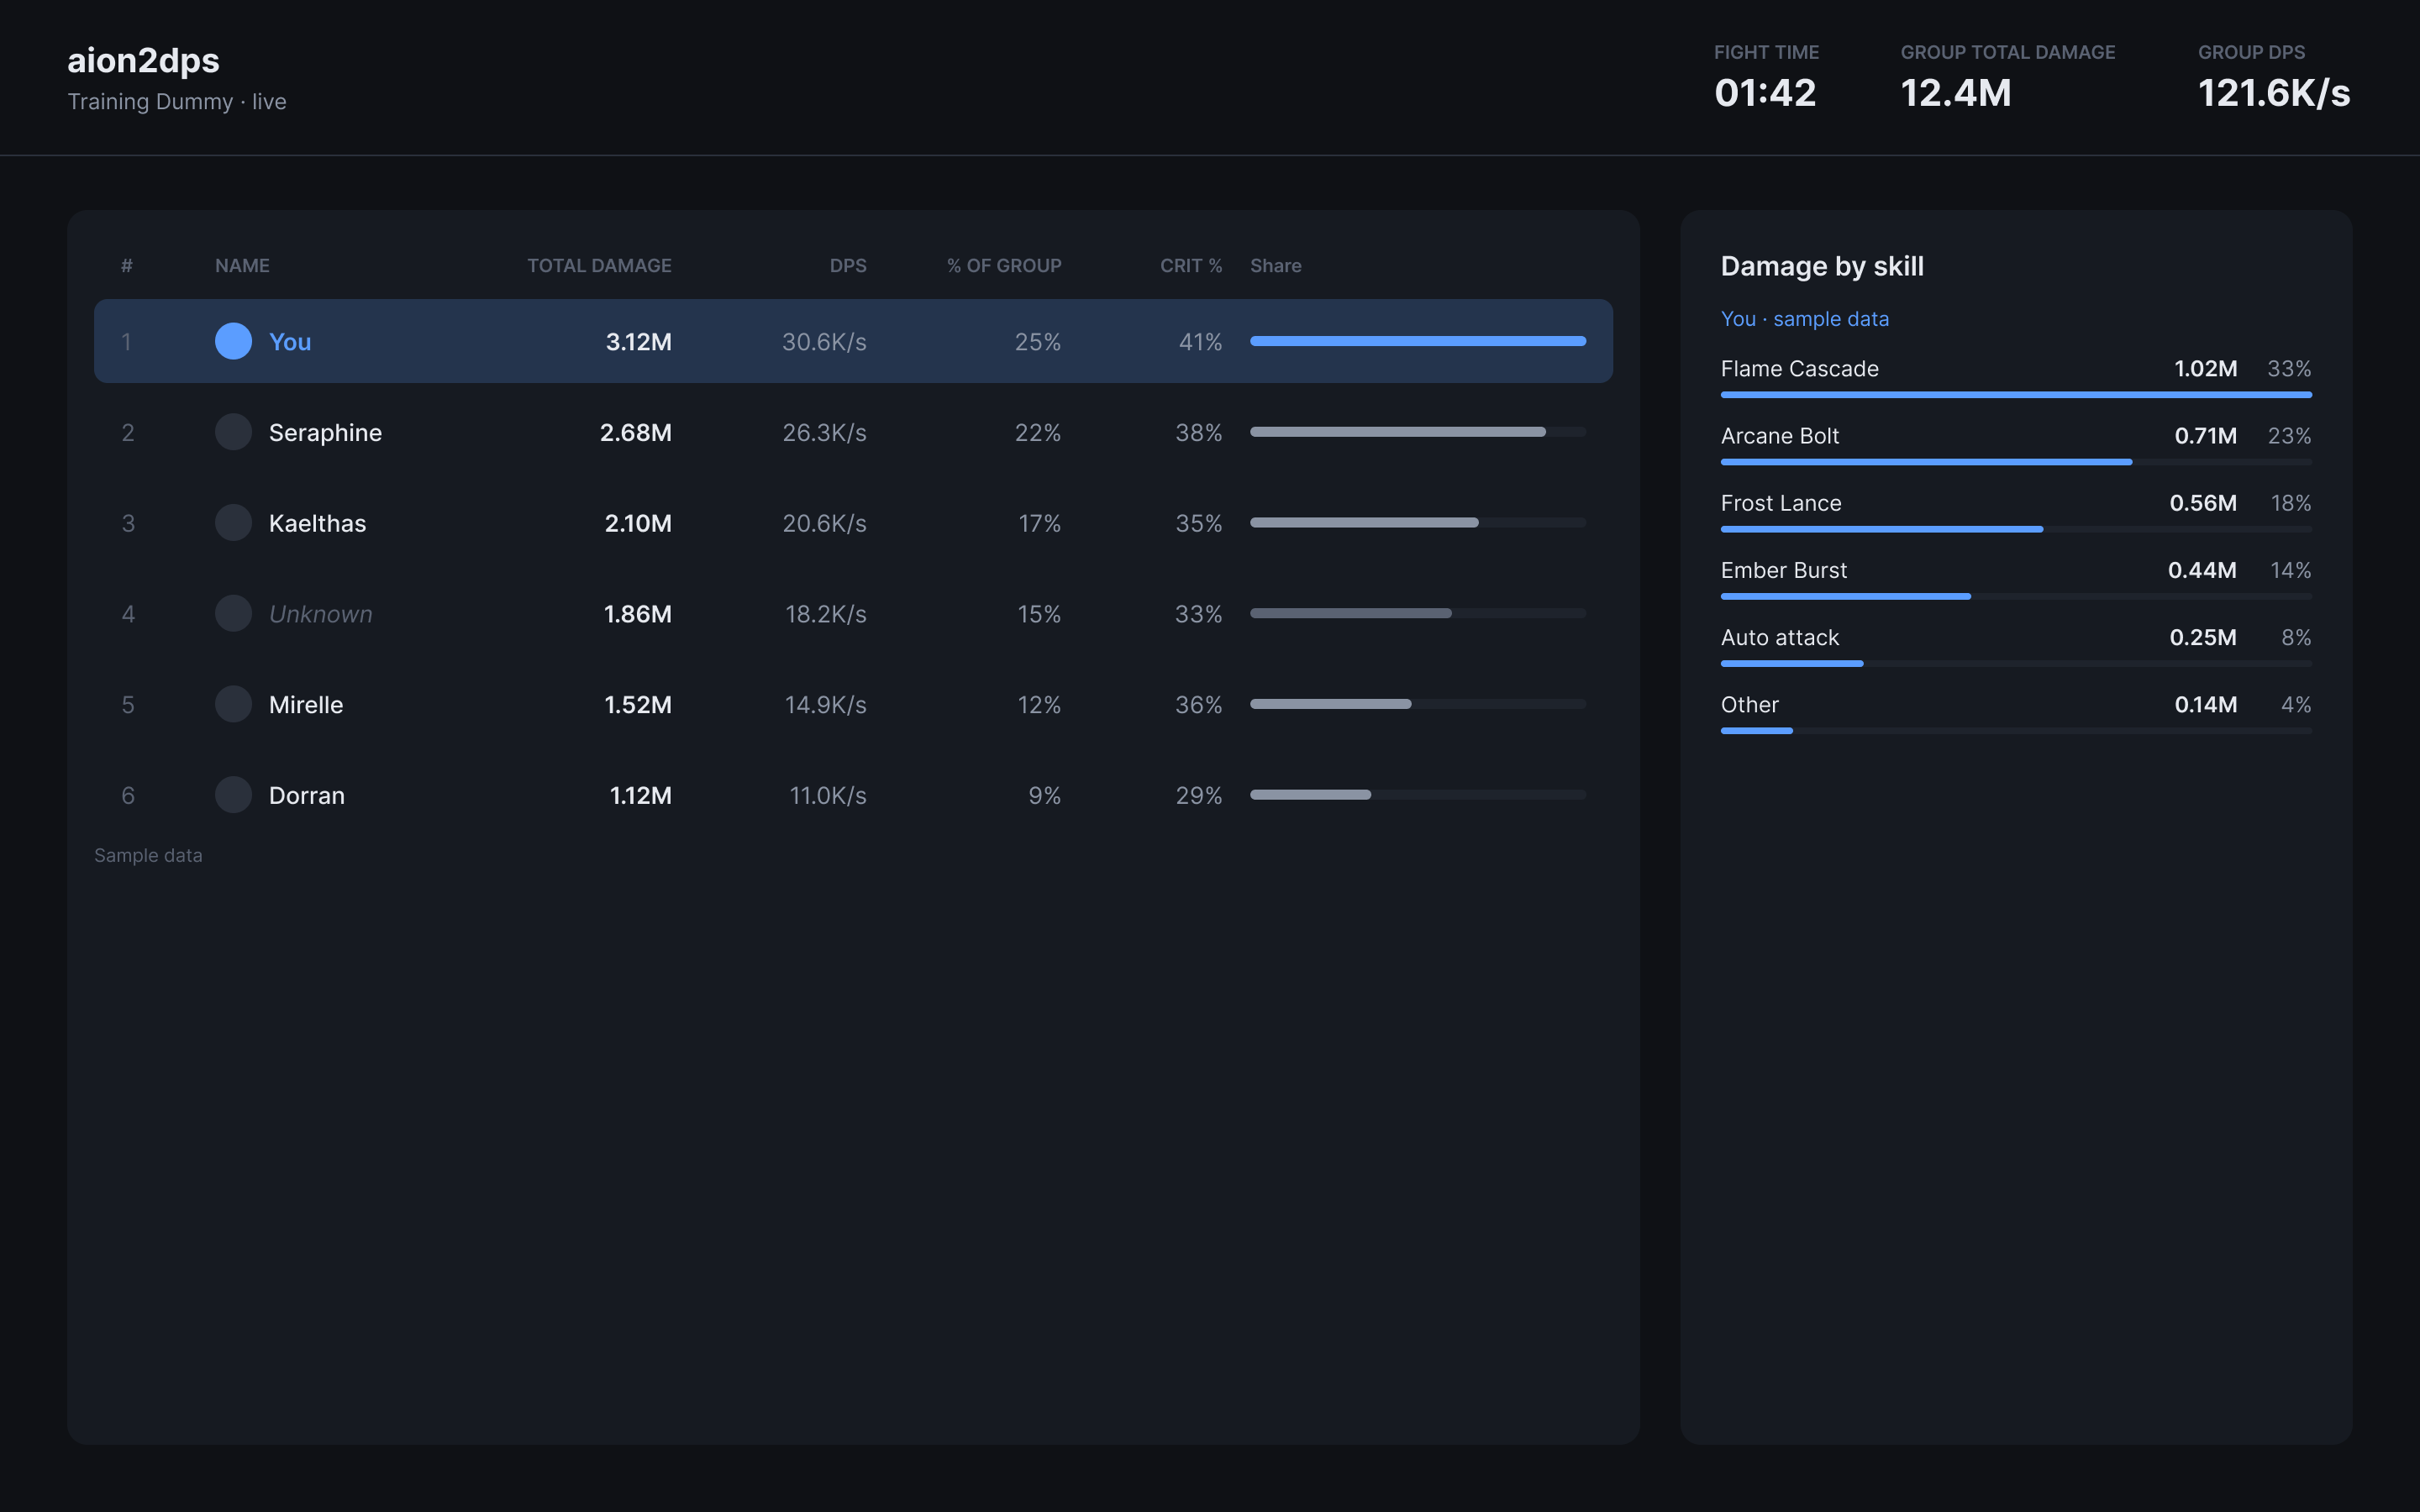 aion2dps
Training Dummy · live
FIGHT TIME
01:42
GROUP TOTAL DAMAGE
12.4M
GROUP DPS
121.6K/s
# NAME TOTAL DAMAGE DPS % OF GROUP CRIT % Share
1 You 3.12M 30.6K/s 25% 41%
2 Seraphine 2.68M 26.3K/s 22% 38%
3 Kaelthas 2.10M 20.6K/s 17% 35%
4 Unknown 1.86M 18.2K/s 15% 33%
5 Mirelle 1.52M 14.9K/s 12% 36%
6 Dorran 1.12M 11.0K/s 9% 29%
Sample data
Damage by skill
You · sample data
Flame Cascade 1.02M 33%
Arcane Bolt 0.71M 23%
Frost Lance 0.56M 18%
Ember Burst 0.44M 14%
Auto attack 0.25M 8%
Other 0.14M 4%